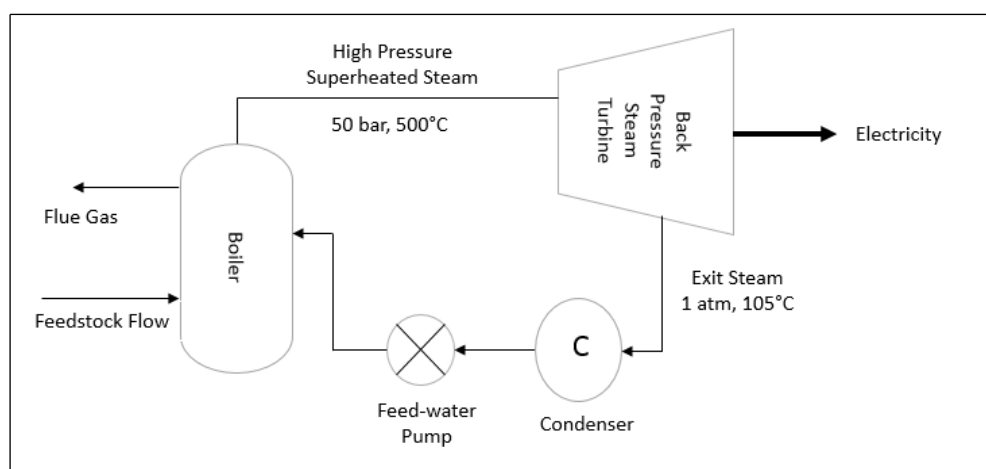 High Pressure
Superheated Steam
50 bar, 500°C
Back
Pressure
Steam
Turbine
Electricity
Flue Gas
Boiler
Feedstock Flow
Exit Steam
1 atm, 105°C
C
Feed-water
Pump
Condenser